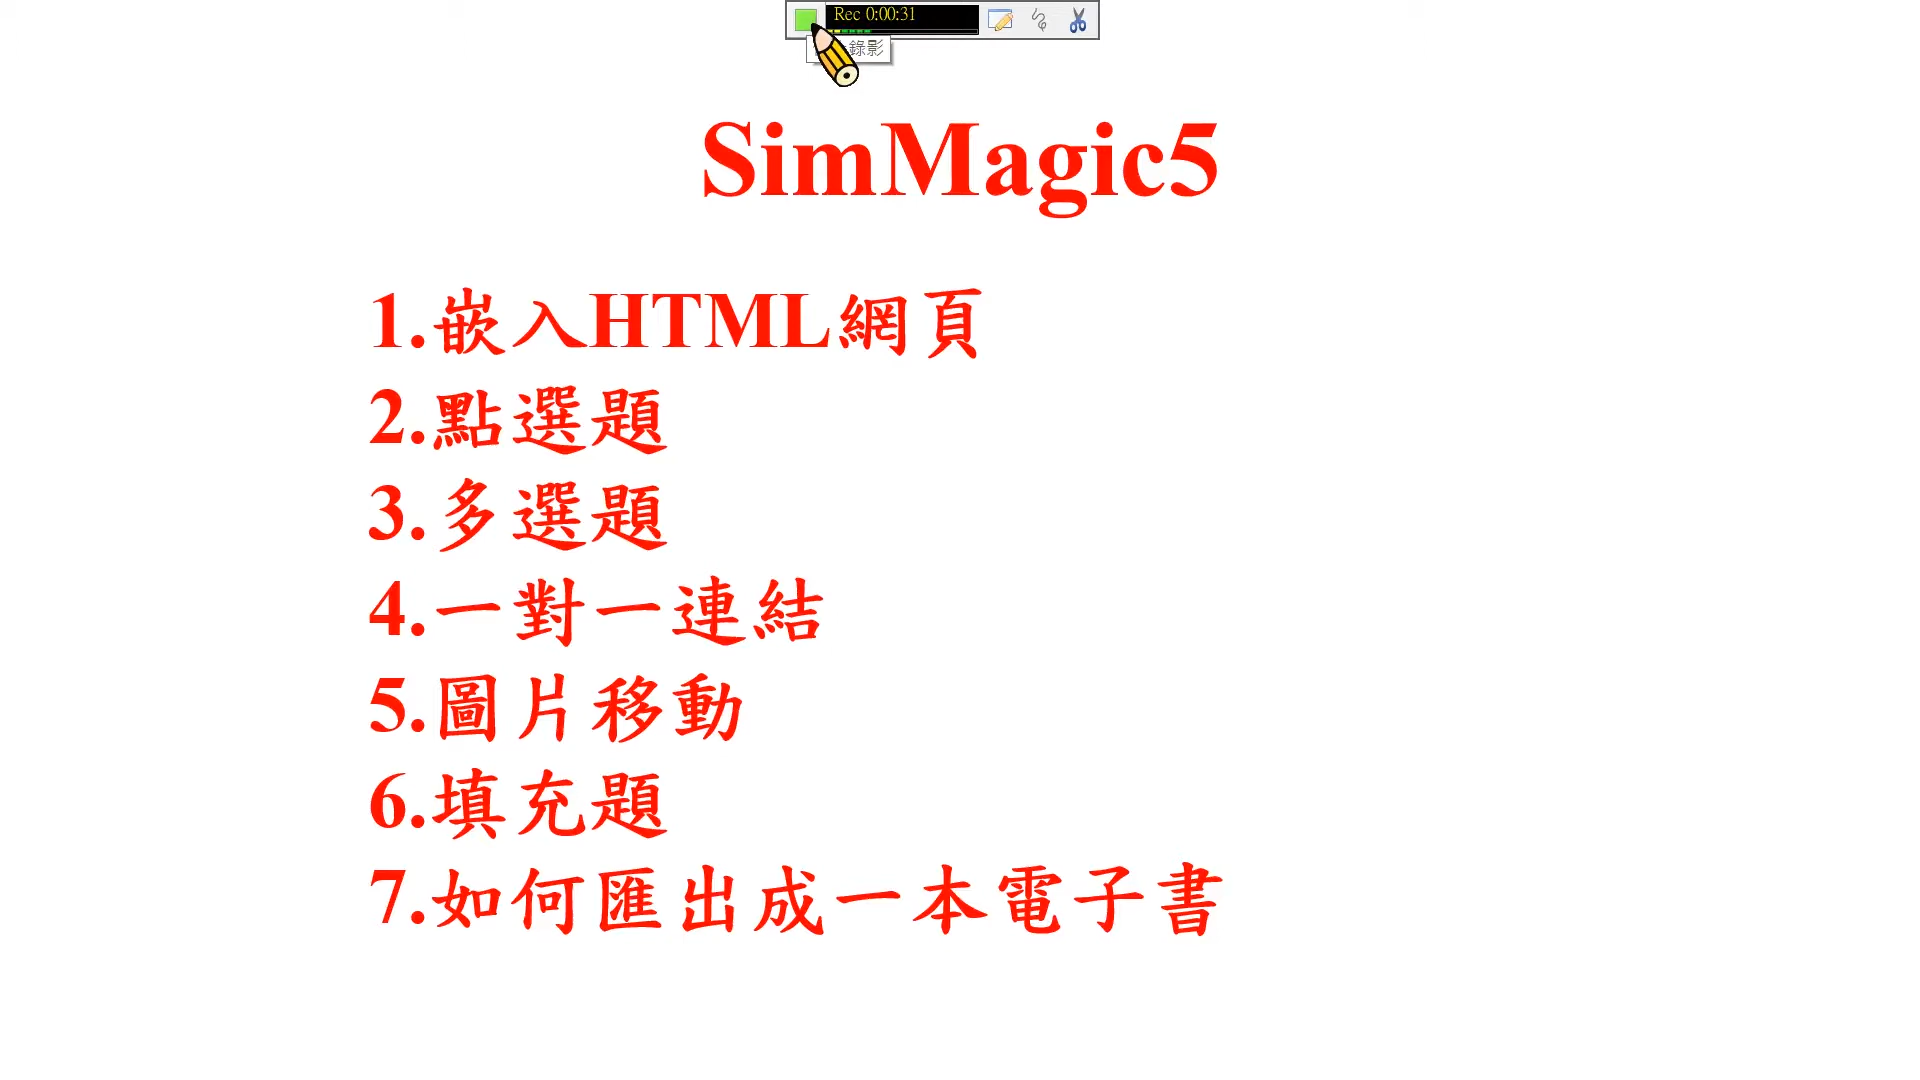 Rec 0:00:31
錄影
SimMagic5
1.嵌入HTML網頁
2.點選題
3.多選題
4.一對一連結
5.圖片移動
6.填充題
7.如何匯出成一本電子書